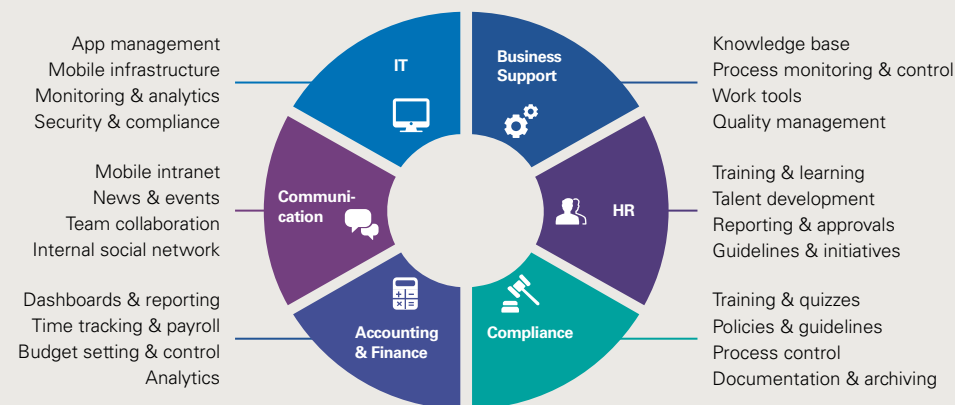 App management
Mobile infrastructure
Monitoring & analytics
Security & compliance
IT
Business
Support
Knowledge base
Process monitoring & control
Work tools
Quality management
Mobile intranet
News & events
Team collaboration
Internal social network
Communi-
cation
HR
Training & learning
Talent development
Reporting & approvals
Guidelines & initiatives
Dashboards & reporting
Time tracking & payroll
Budget setting & control
Analytics
Accounting
& Finance
Compliance
Training & quizzes
Policies & guidelines
Process control
Documentation & archiving